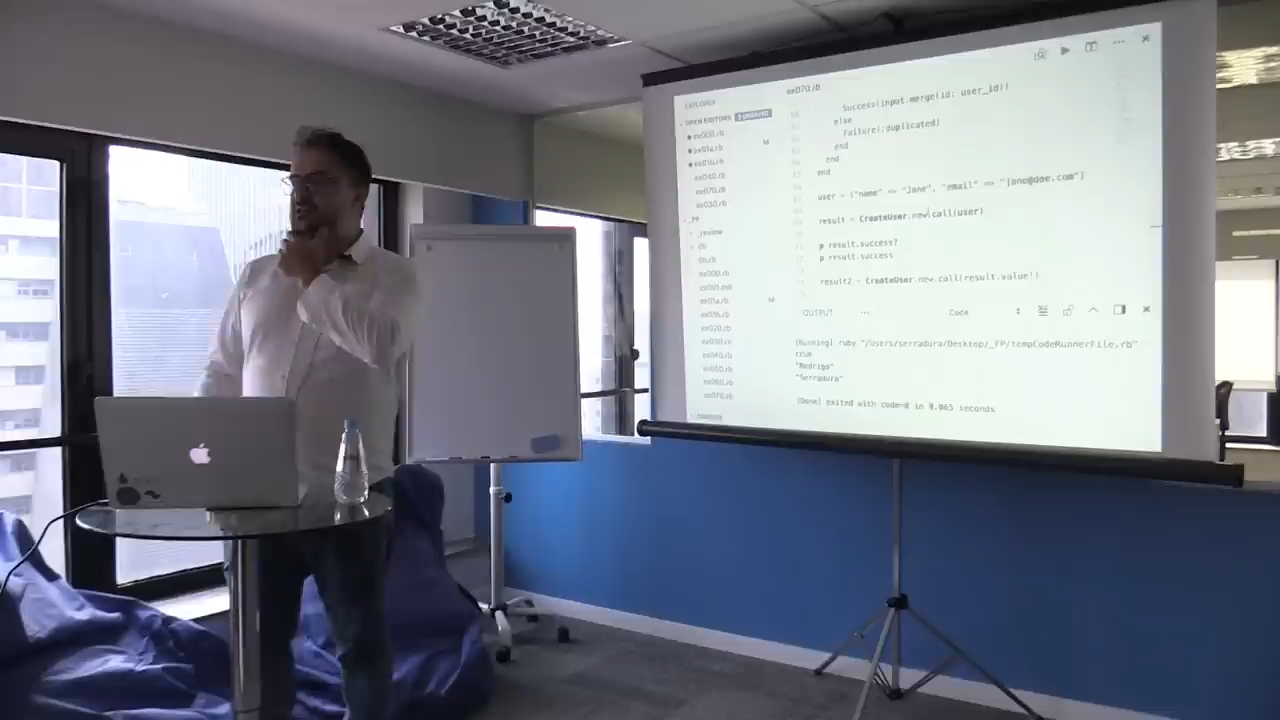 ex070.rb
EXPLORER
OPEN EDITORS 3 UNSAVED
ex000.rb
ex01a.rb M
ex01b.rb
ex040.rb
ex070.rb
ex030.rb
_FP
_review
db
db.rb
ex000.rb
ex001.md
ex01a.rb M
ex01b.rb
ex020.rb
ex030.rb
ex040.rb
ex050.rb
ex060.rb
ex070.rb
Success(input.merge(id: user_id))
else
Failure(:duplicated)
end
end
end
user = {"name" => "Jane", "email" => "jane@doe.com"}
result = CreateUser.new.call(user)
p result.success?
p result.success
result2 = CreateUser.new.call(result.value!)
OUTPUT ... Code
[Running] ruby "/Users/serradura/Desktop/_FP/tempCodeRunnerFile.rb"
true
"Rodrigo"
"Serradura"
[Done] exited with code=0 in 0.065 seconds